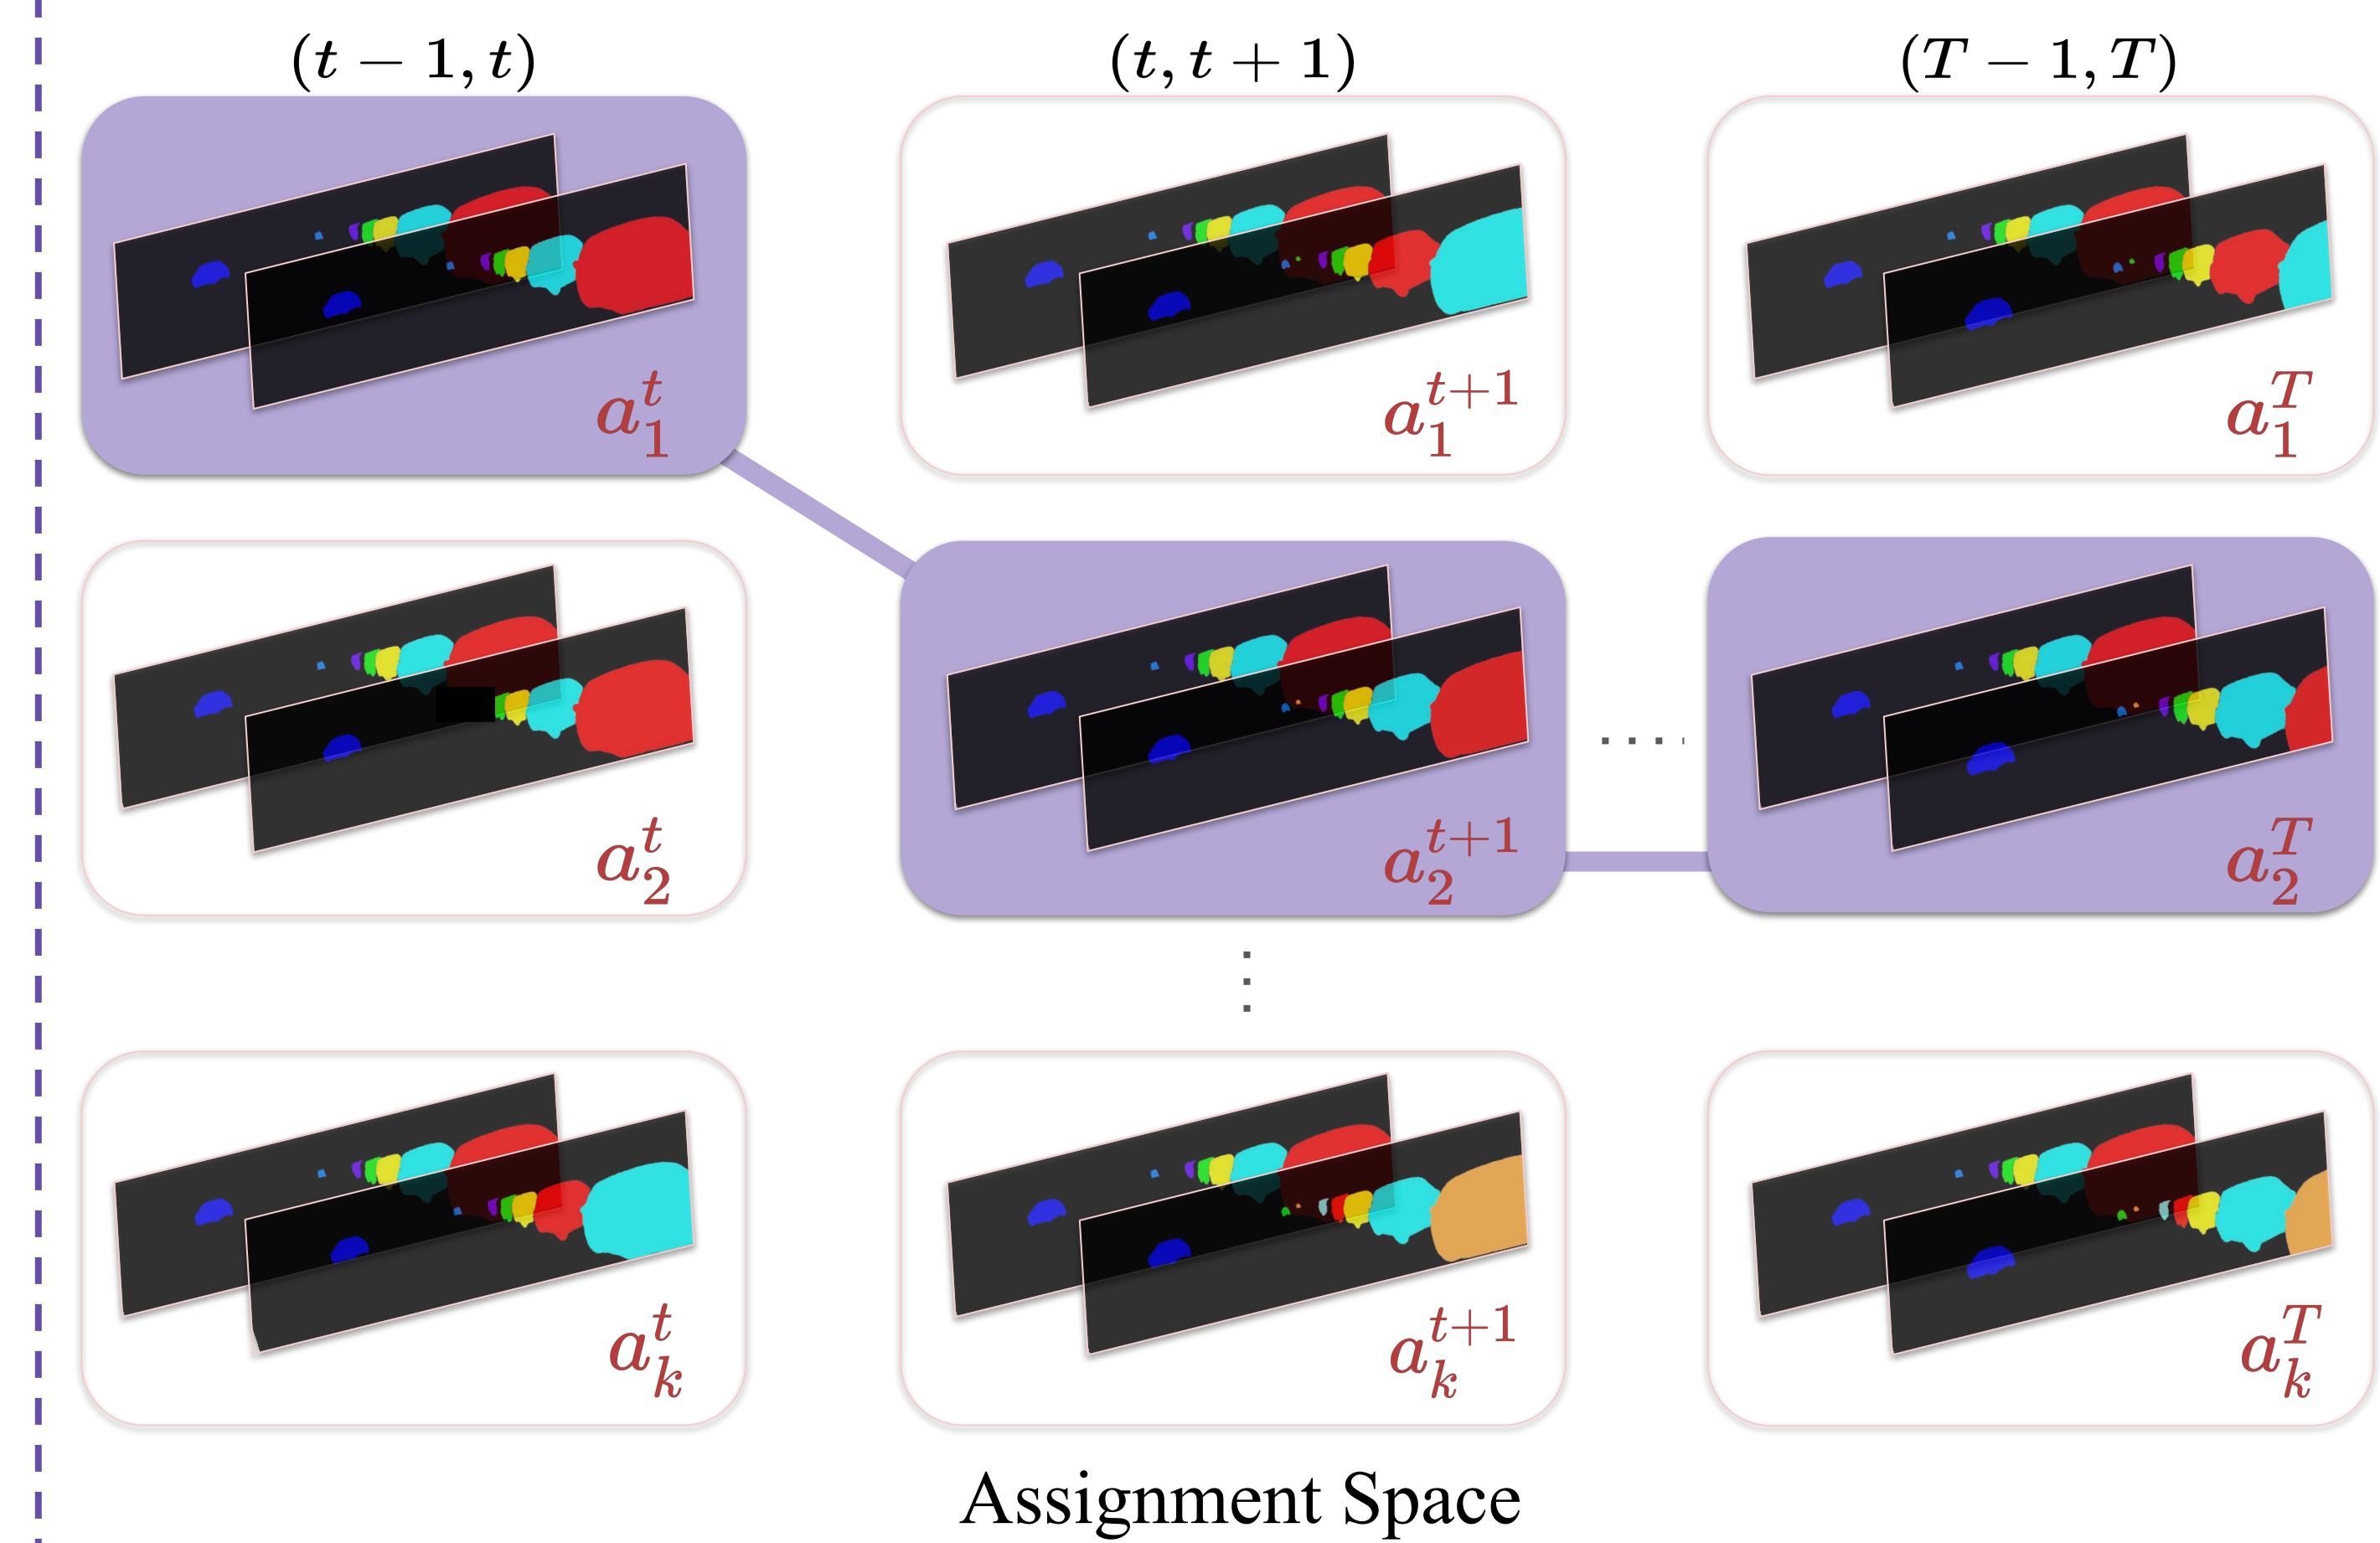 (t − 1, t) (t, t + 1) (T − 1, T)
a_1^t a_1^{t+1} a_1^T
a_2^t a_2^{t+1} a_2^T
a_k^t a_k^{t+1} a_k^T
Assignment Space